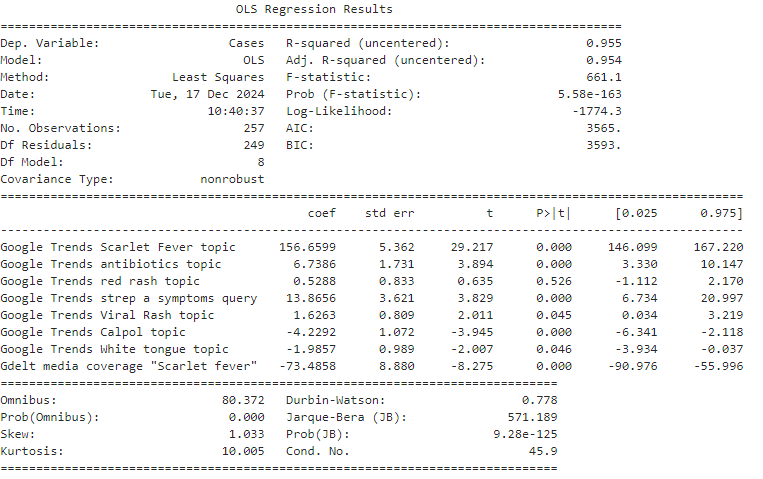 OLS Regression Results
==============================================================================
Dep. Variable: Cases R-squared (uncentered): 0.955
Model: OLS Adj. R-squared (uncentered): 0.954
Method: Least Squares F-statistic: 661.1
Date: Tue, 17 Dec 2024 Prob (F-statistic): 5.58e-163
Time: 10:40:37 Log-Likelihood: -1774.3
No. Observations: 257 AIC: 3565.
Df Residuals: 249 BIC: 3593.
Df Model: 8
Covariance Type: nonrobust
==============================================================================
coef std err t P>|t| [0.025 0.975]
------------------------------------------------------------------------------
Google Trends Scarlet Fever topic 156.6599 5.362 29.217 0.000 146.099 167.220
Google Trends antibiotics topic 6.7386 1.731 3.894 0.000 3.330 10.147
Google Trends red rash topic 0.5288 0.833 0.635 0.526 -1.112 2.170
Google Trends strep a symptoms query 13.8656 3.621 3.829 0.000 6.734 20.997
Google Trends Viral Rash topic 1.6263 0.809 2.011 0.045 0.034 3.219
Google Trends Calpol topic -4.2292 1.072 -3.945 0.000 -6.341 -2.118
Google Trends White tongue topic -1.9857 0.989 -2.007 0.046 -3.934 -0.037
Gdelt media coverage "Scarlet fever" -73.4858 8.880 -8.275 0.000 -90.976 -55.996
==============================================================================
Omnibus: 80.372 Durbin-Watson: 0.778
Prob(Omnibus): 0.000 Jarque-Bera (JB): 571.189
Skew: 1.033 Prob(JB): 9.28e-125
Kurtosis: 10.005 Cond. No. 45.9
==============================================================================